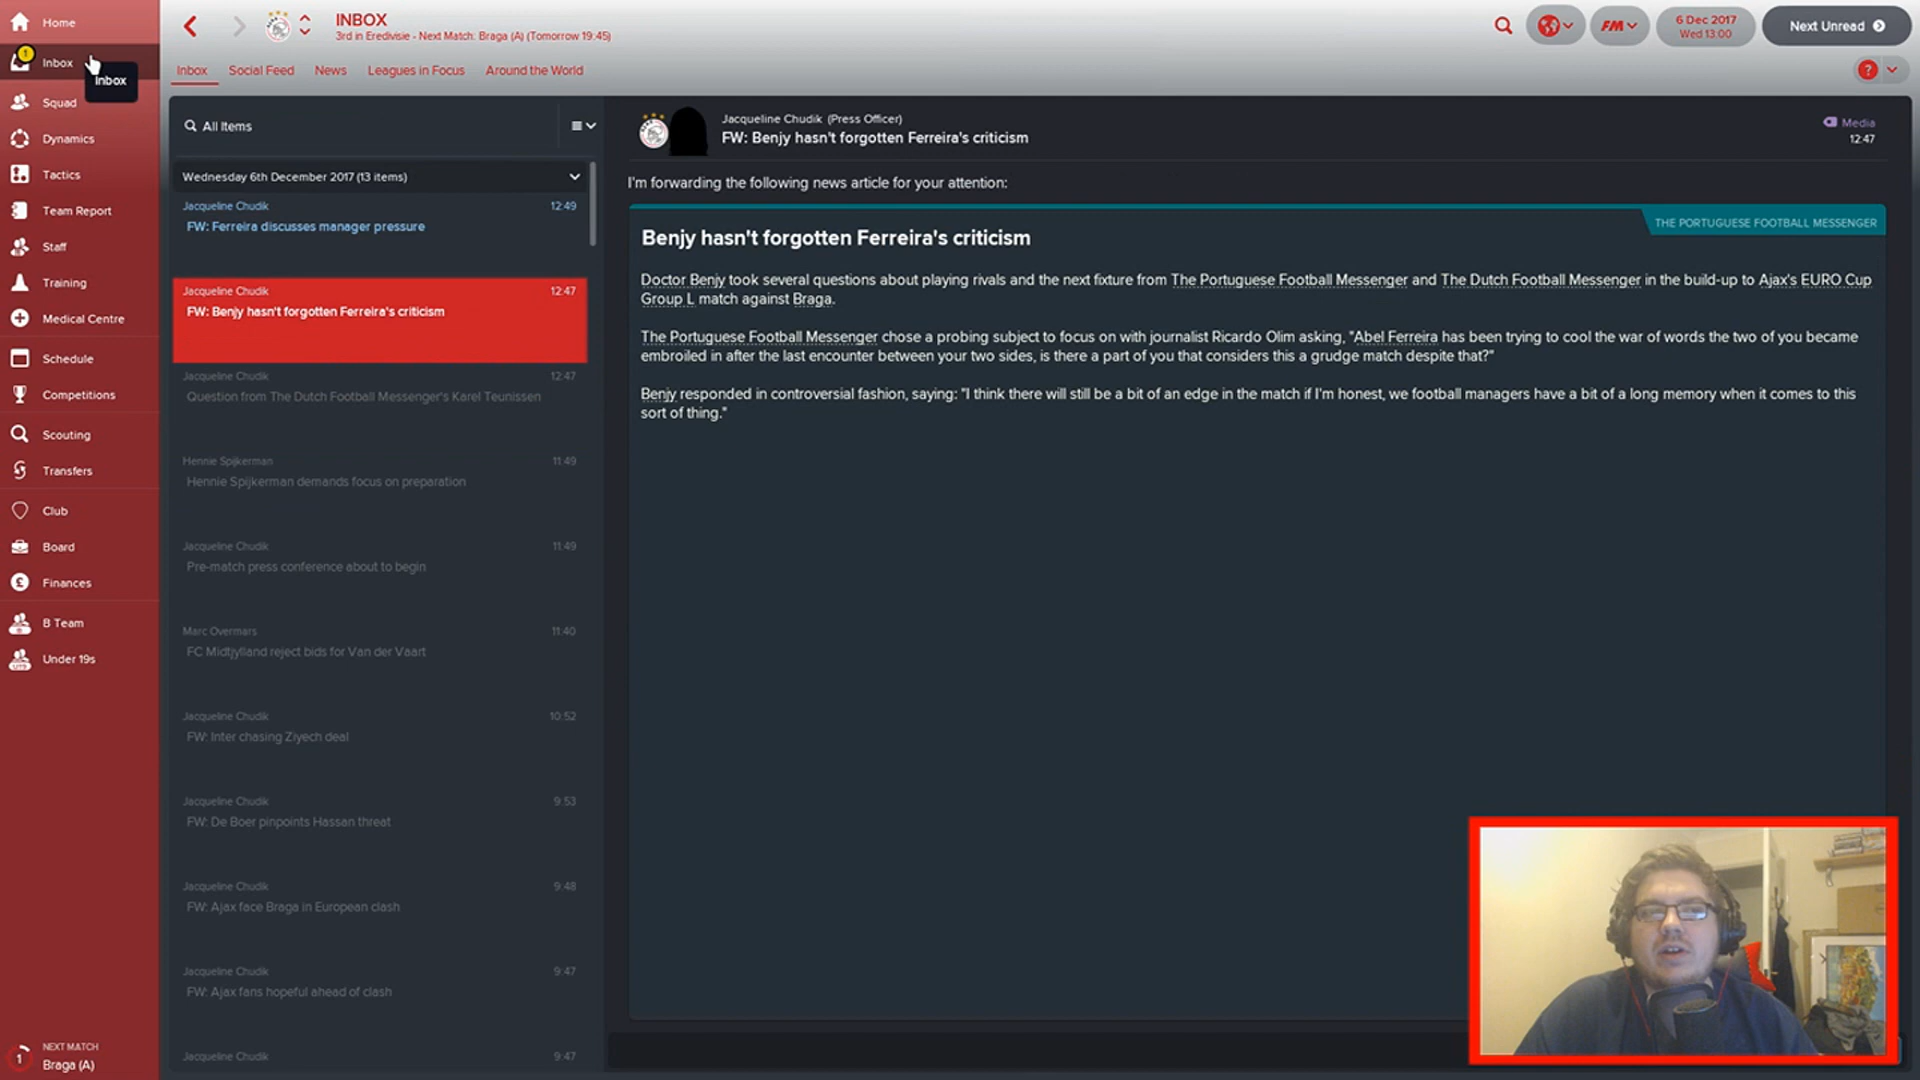 Home
Inbox
Inbox
Squad
Dynamics
Tactics
Team Report
Staff
Training
Medical Centre
Schedule
Competitions
Scouting
Transfers
Club
Board
Finances
B Team
Under 19s
1
NEXT MATCH
Braga (A)
INBOX
3rd in Eredivisie - Next Match: Braga (A) (Tomorrow 19:45)
FM
6 Dec 2017
Wed 13:00
Next Unread
Inbox Social Feed News Leagues in Focus Around the World
?
All Items
Wednesday 6th December 2017 (13 items)
Jacqueline Chudik 12:49
FW: Ferreira discusses manager pressure
Jacqueline Chudik 12:47
FW: Benjy hasn't forgotten Ferreira's criticism
Jacqueline Chudik 12:47
Question from The Dutch Football Messenger's Karel Teunissen
Hennie Spijkerman 11:49
Hennie Spijkerman demands focus on preparation
Jacqueline Chudik 11:49
Pre-match press conference about to begin
Marc Overmars 11:40
FC Midtjylland reject bids for Van der Vaart
Jacqueline Chudik 10:52
FW: Inter chasing Ziyech deal
Jacqueline Chudik 9:53
FW: De Boer pinpoints Hassan threat
Jacqueline Chudik 9:48
FW: Ajax face Braga in European clash
Jacqueline Chudik 9:47
FW: Ajax fans hopeful ahead of clash
Jacqueline Chudik 9:47
Jacqueline Chudik (Press Officer)
FW: Benjy hasn't forgotten Ferreira's criticism
Media
12:47
I'm forwarding the following news article for your attention:
THE PORTUGUESE FOOTBALL MESSENGER
Benjy hasn't forgotten Ferreira's criticism
Doctor Benjy took several questions about playing rivals and the next fixture from The Portuguese Football Messenger and The Dutch Football Messenger in the build-up to Ajax's EURO Cup
Group L match against Braga.
The Portuguese Football Messenger chose a probing subject to focus on with journalist Ricardo Olim asking, "Abel Ferreira has been trying to cool the war of words the two of you became
embroiled in after the last encounter between your two sides, is there a part of you that considers this a grudge match despite that?"
Benjy responded in controversial fashion, saying: "I think there will still be a bit of an edge in the match if I'm honest, we football managers have a bit of a long memory when it comes to this
sort of thing."